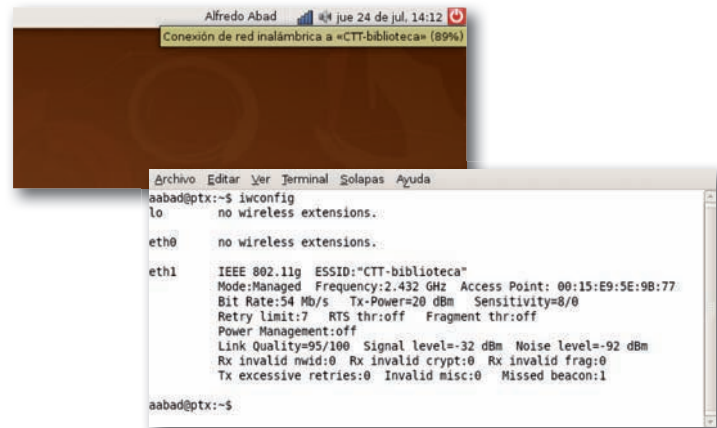 Alfredo Abad jue 24 de jul, 14:12
Conexión de red inalámbrica a «CTT-biblioteca» (89%)
Archivo Editar Ver Terminal Solapas Ayuda
aabad@ptx:~$ iwconfig
lo no wireless extensions.
eth0 no wireless extensions.
eth1 IEEE 802.11g ESSID:"CTT-biblioteca"
Mode:Managed Frequency:2.432 GHz Access Point: 00:15:E9:5E:9B:77
Bit Rate:54 Mb/s Tx-Power=20 dBm Sensitivity=8/0
Retry limit:7 RTS thr:off Fragment thr:off
Power Management:off
Link Quality=95/100 Signal level=-32 dBm Noise level=-92 dBm
Rx invalid nwid:0 Rx invalid crypt:0 Rx invalid frag:0
Tx excessive retries:0 Invalid misc:0 Missed beacon:1
aabad@ptx:~$